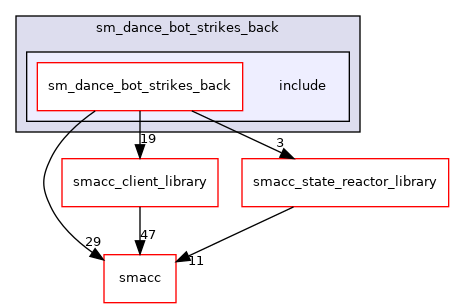 sm_dance_bot_strikes_back
sm_dance_bot_strikes_back
include
19
3
smacc_client_library
smacc_state_reactor_library
29
47
11
smacc